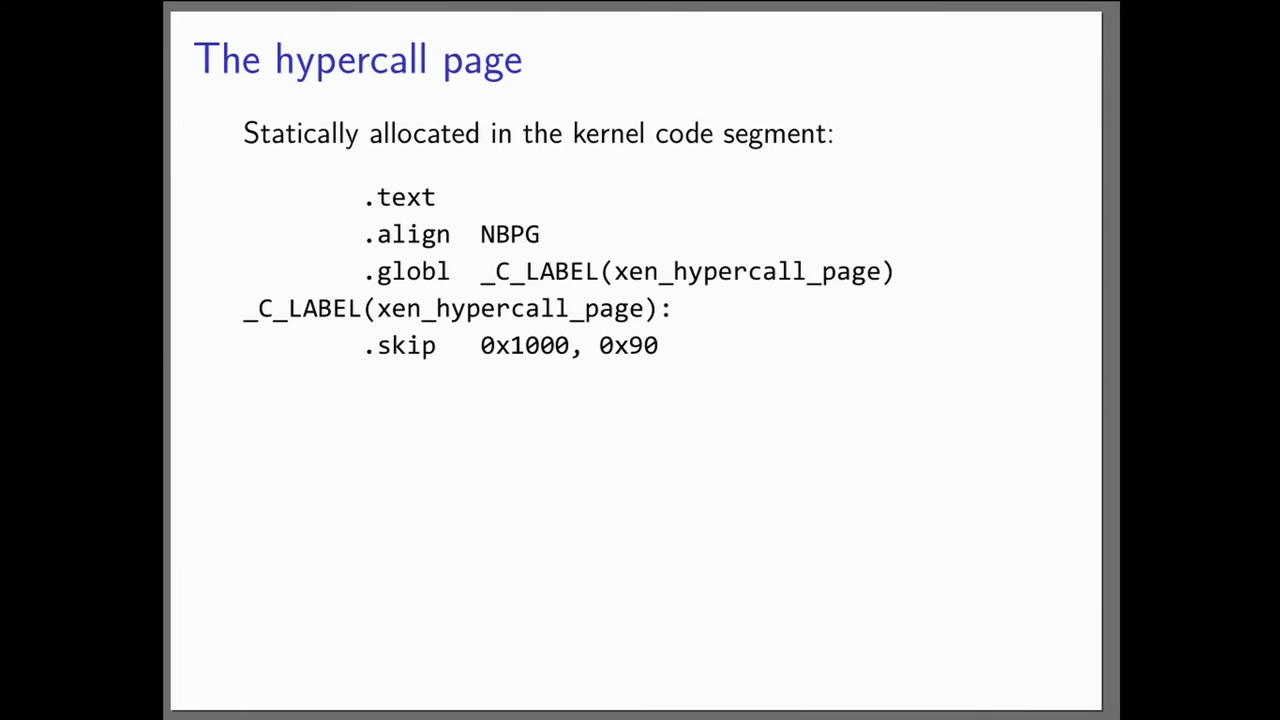 The hypercall page
Statically allocated in the kernel code segment:
.text
.align NBPG
.globl _C_LABEL(xen_hypercall_page)
_C_LABEL(xen_hypercall_page):
.skip 0x1000, 0x90